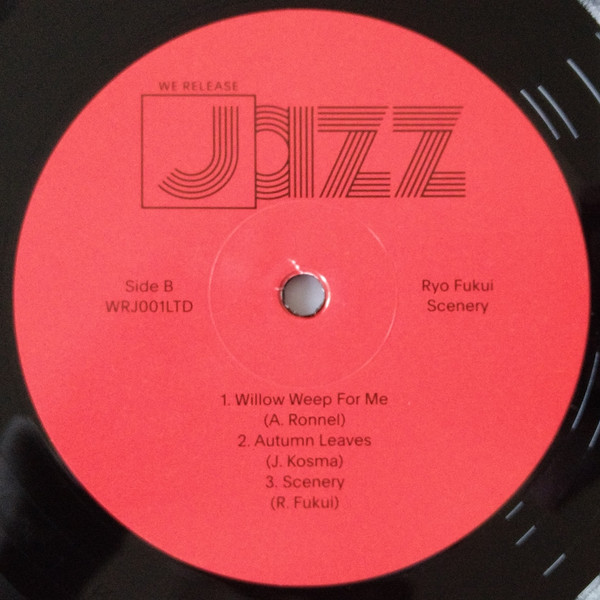 WE RELEASE
Jazz
Side B
WRJ001LTD
Ryo Fukui
Scenery
1. Willow Weep For Me
(A. Ronnel)
2. Autumn Leaves
(J. Kosma)
3. Scenery
(R. Fukui)